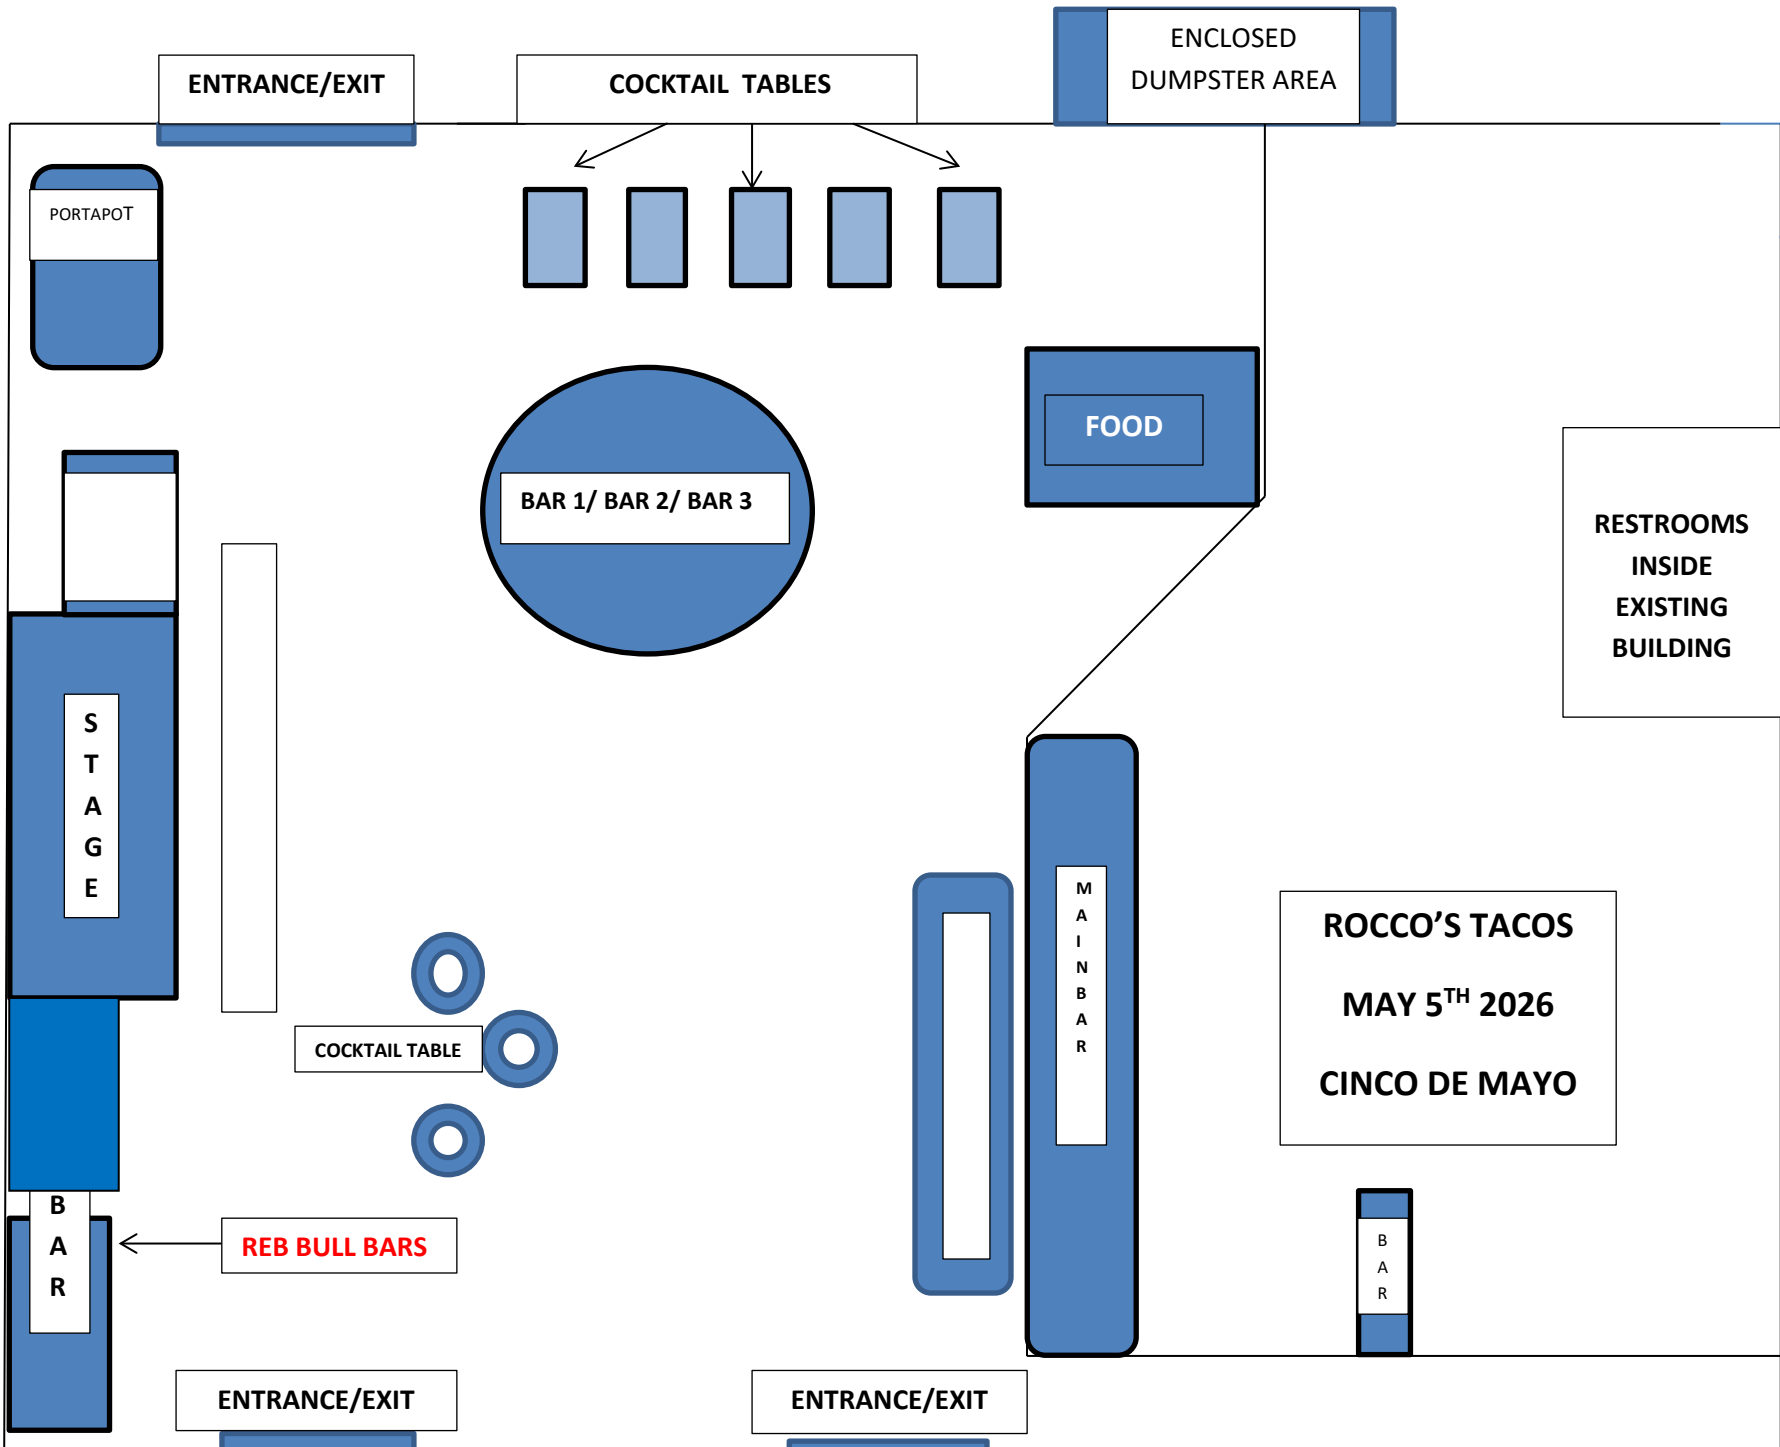 ENCLOSED
DUMPSTER AREA
ENTRANCE/EXIT
COCKTAIL TABLES
PORTAPOT
FOOD
BAR 1/ BAR 2/ BAR 3
RESTROOMS
INSIDE
EXISTING
BUILDING
S
T
A
G
E
M
A
I
N
B
A
R
ROCCO’S TACOS
MAY 5TH 2026
CINCO DE MAYO
COCKTAIL TABLE
B
A
R
REB BULL BARS
B
A
R
ENTRANCE/EXIT
ENTRANCE/EXIT